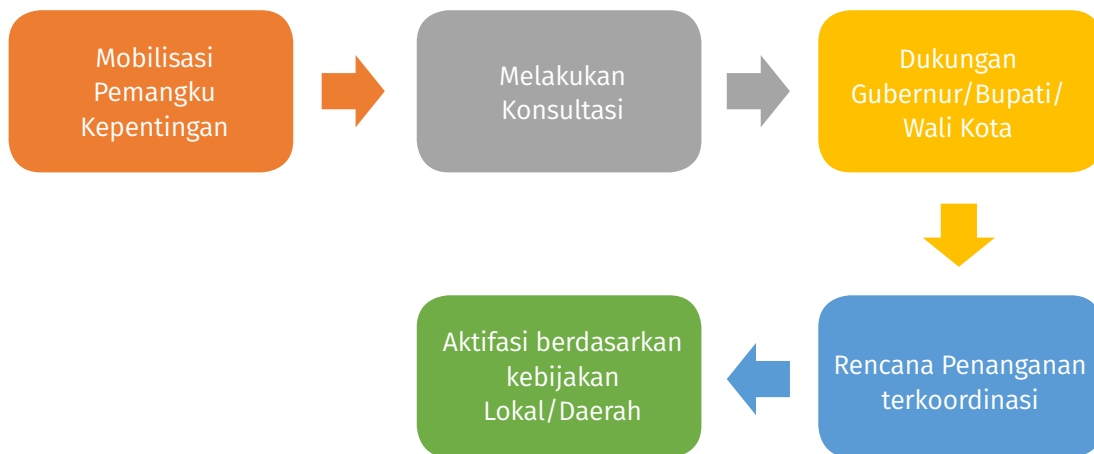 Mobilisasi
Pemangku
Kepentingan
Melakukan
Konsultasi
Dukungan
Gubernur/Bupati/
Wali Kota
Rencana Penanganan
terkoordinasi
Aktifasi berdasarkan
kebijakan
Lokal/Daerah